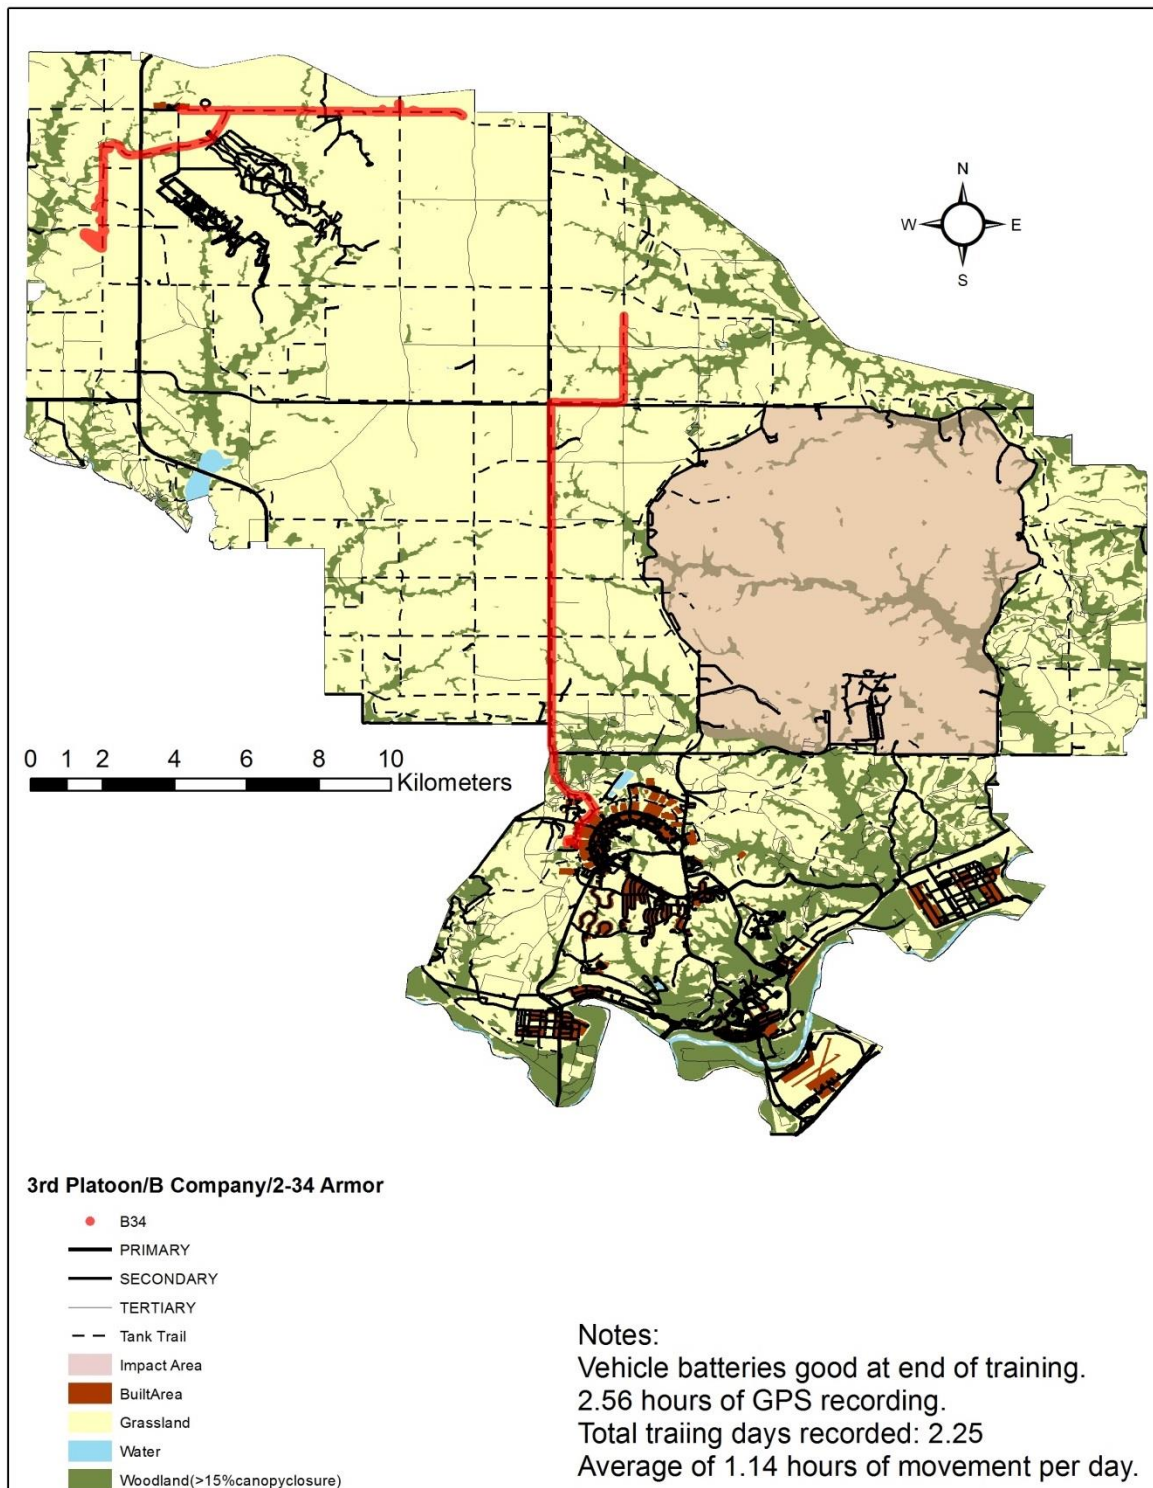 N
W E
S
0 1 2 4 6 8 10
Kilometers
3rd Platoon/B Company/2-34 Armor
B34
PRIMARY
SECONDARY
TERTIARY
Tank Trail
Impact Area
BuiltArea
Grassland
Water
Woodland(>15%canopyclosure)
Notes:
Vehicle batteries good at end of training.
2.56 hours of GPS recording.
Total traiing days recorded: 2.25
Average of 1.14 hours of movement per day.